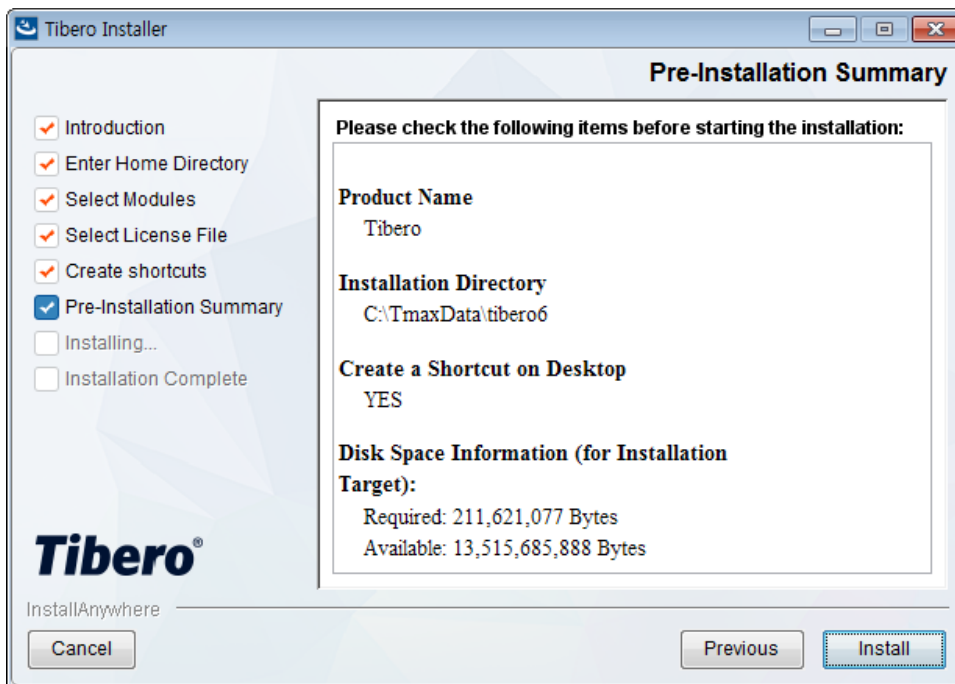 Tibero Installer
Pre-Installation Summary
Introduction
Enter Home Directory
Select Modules
Select License File
Create shortcuts
Pre-Installation Summary
Installing...
Installation Complete
Please check the following items before starting the installation:
Product Name
Tibero
Installation Directory
C:\TmaxData\tibero6
Create a Shortcut on Desktop
YES
Disk Space Information (for Installation
Target):
Required: 211,621,077 Bytes
Available: 13,515,685,888 Bytes
Tibero®
InstallAnywhere
Cancel
Previous
Install